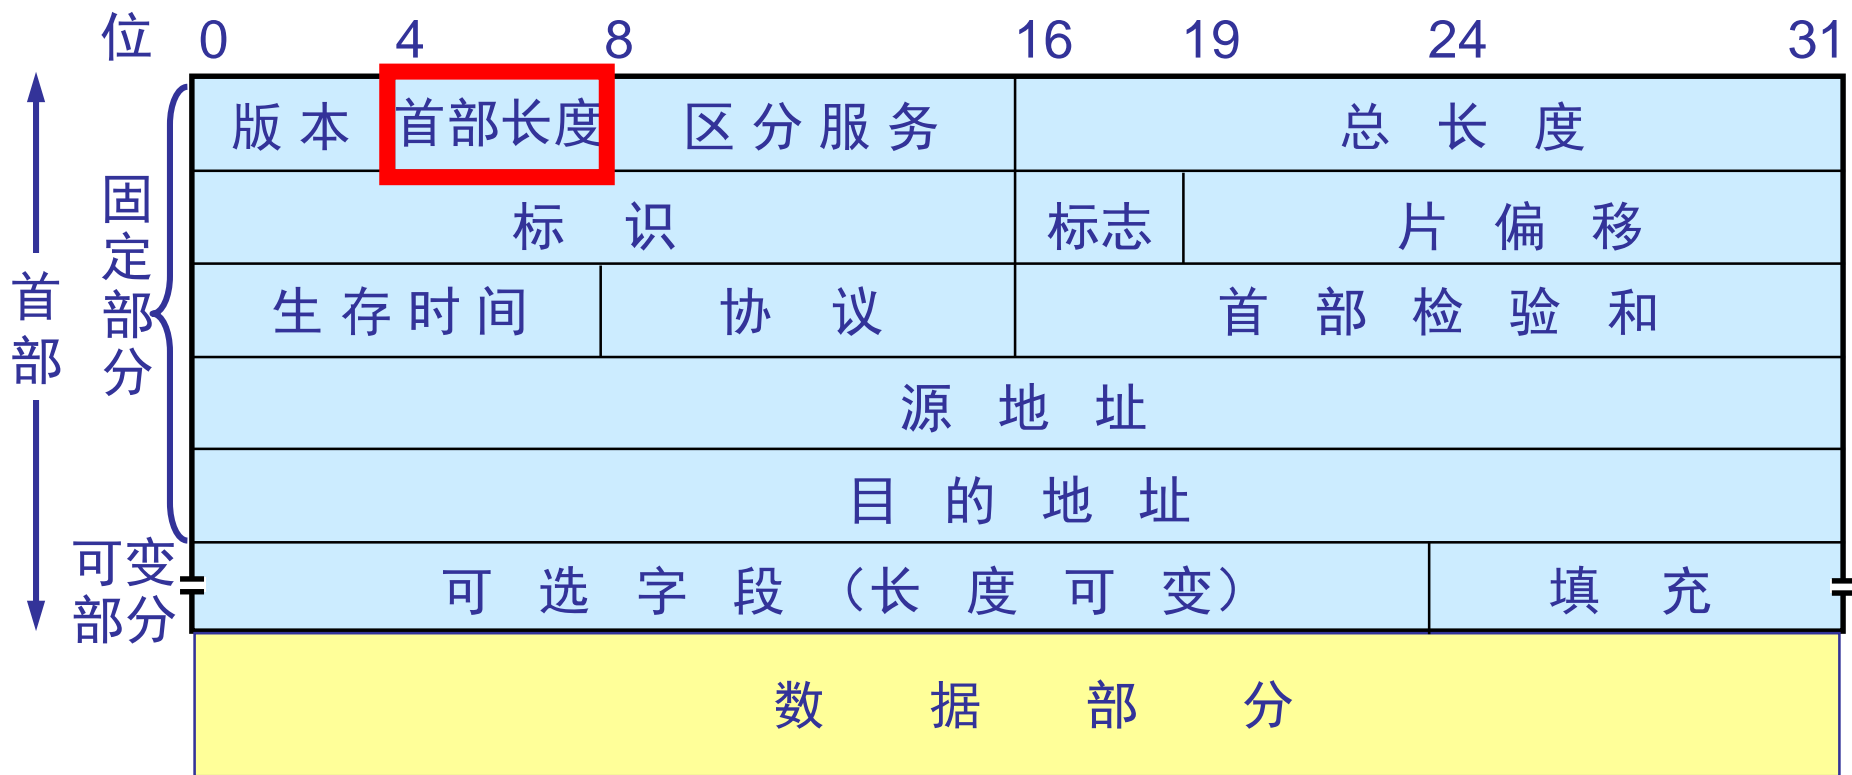 位 0 4 8 16 19 24 31
版本 首部长度 区分服务 总长度
标识 标志 片偏移
生存时间 协议 首部检验和
源地址
目的地址
可选字段（长度可变） 填充
数据部分
首部
固定部分
可变
部分